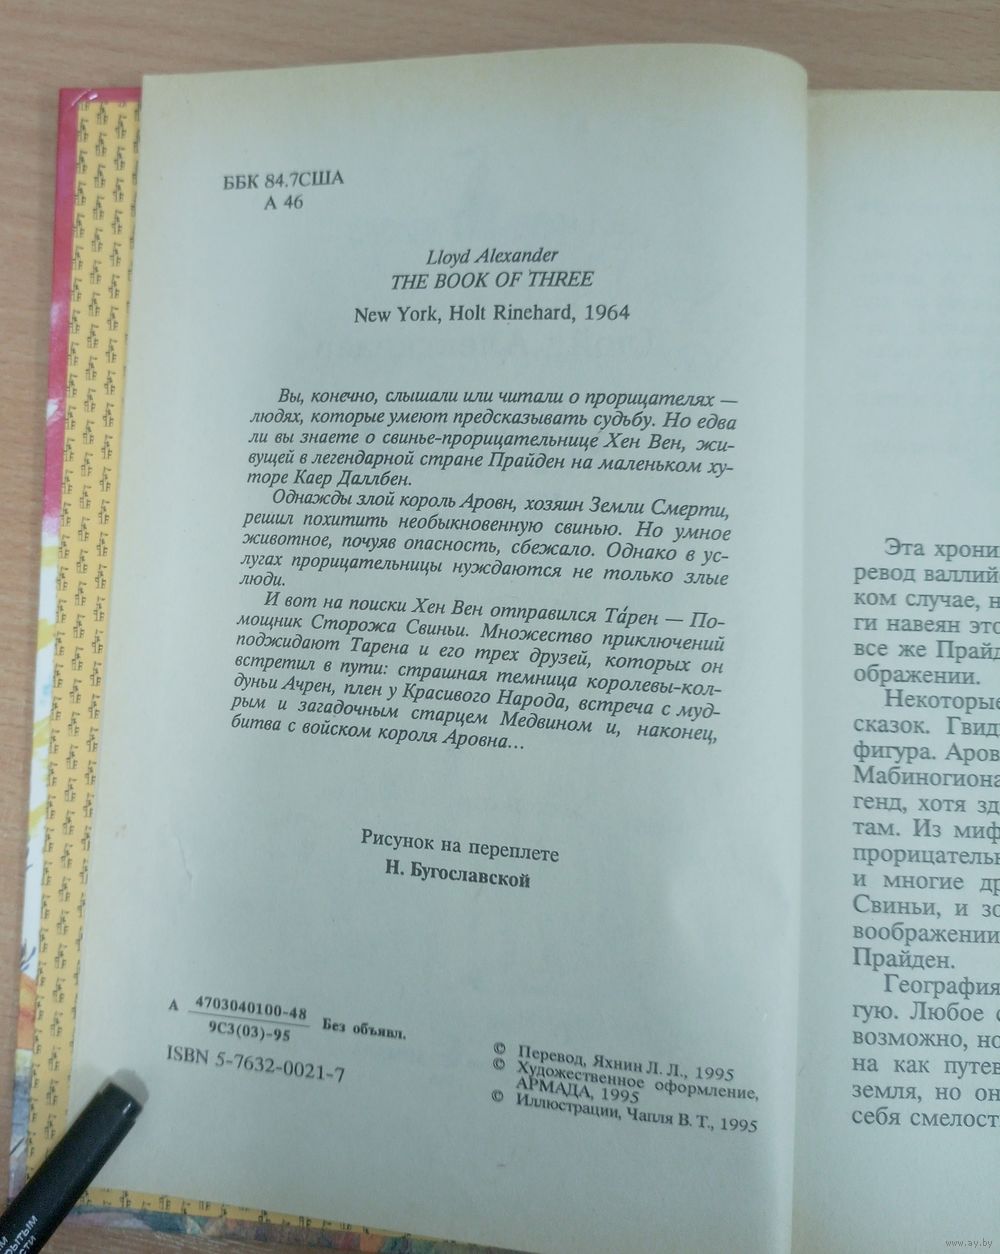 ББК 84.7США
А 46
Lloyd Alexander
THE BOOK OF THREE
New York, Holt Rinehard, 1964
Вы, конечно, слышали или читали о прорицателях —
людях, которые умеют предсказывать судьбу. Но едва
ли вы знаете о свинье-прорицательнице Хен Вен, жи-
вущей в легендарной стране Прайден на маленьком ху-
торе Каер Даллбен.
Однажды злой король Аровн, хозяин Земли Смерти,
решил похитить необыкновенную свинью. Но умное
животное, почуяв опасность, сбежало. Однако в ус-
лугах прорицательницы нуждаются не только злые
люди.
И вот на поиски Хен Вен отправился Та́рен — По-
мощник Сторожа Свиньи. Множество приключений
поджидают Тарена и его трех друзей, которых он
встретил в пути: страшная темница королевы-кол-
дуньи Ачрен, плен у Красивого Народа, встреча с муд-
рым и загадочным старцем Медвином и, наконец,
битва с войском короля Аровна...
Рисунок на переплете
Н. Бугославской
А 4703040100-48
9С3(03)-95 Без объявл.
ISBN 5-7632-0021-7
© Перевод, Яхнин Л. Л., 1995
© Художественное оформление,
АРМАДА, 1995
© Иллюстрации, Чапля В. Т., 1995
Эта хрони
ревод валлий
ком случае, н
ги навеян это
все же Прайд
ображении.
Некоторые
сказок. Гвид
фигура. Аров
Мабиногиона
генд, хотя зд
там. Из миф
прорицатель
и многие др
Свиньи, и зо
воображении
Прайден.
География
гую. Любое с
возможно, но
на как путев
земля, но он
себя смелост
www.ay.by